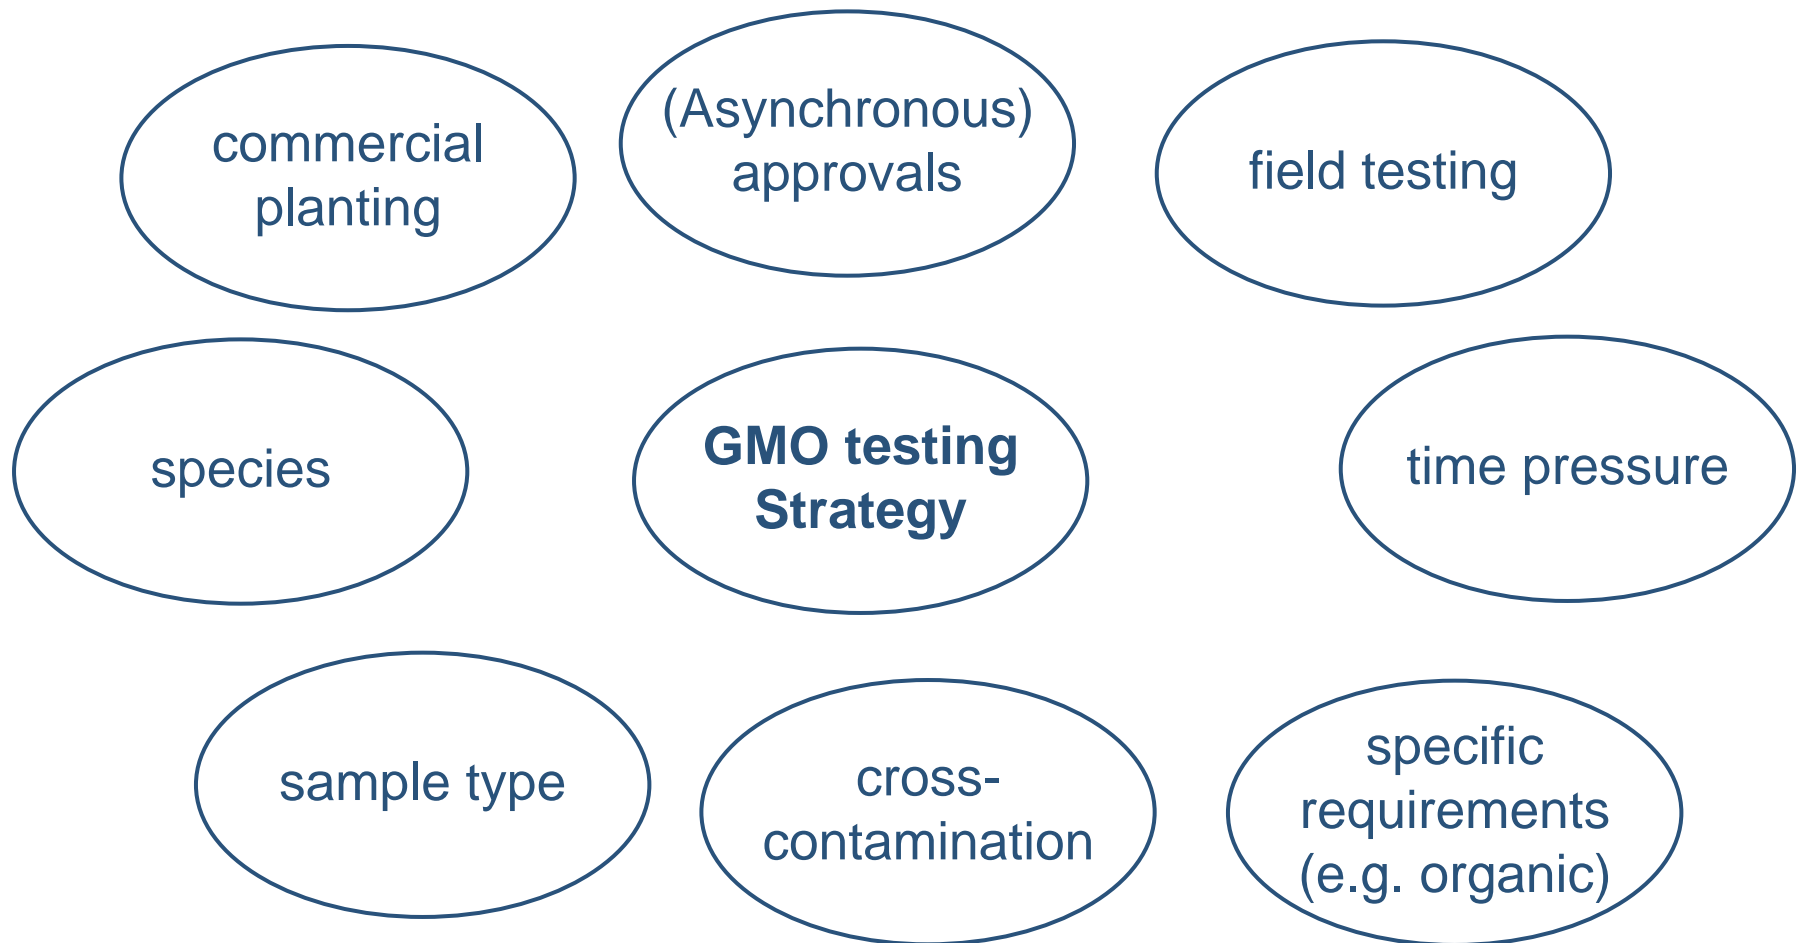 commercial
planting
(Asynchronous)
approvals
field testing
species
GMO testing
Strategy
time pressure
sample type
cross-
contamination
specific
requirements
(e.g. organic)